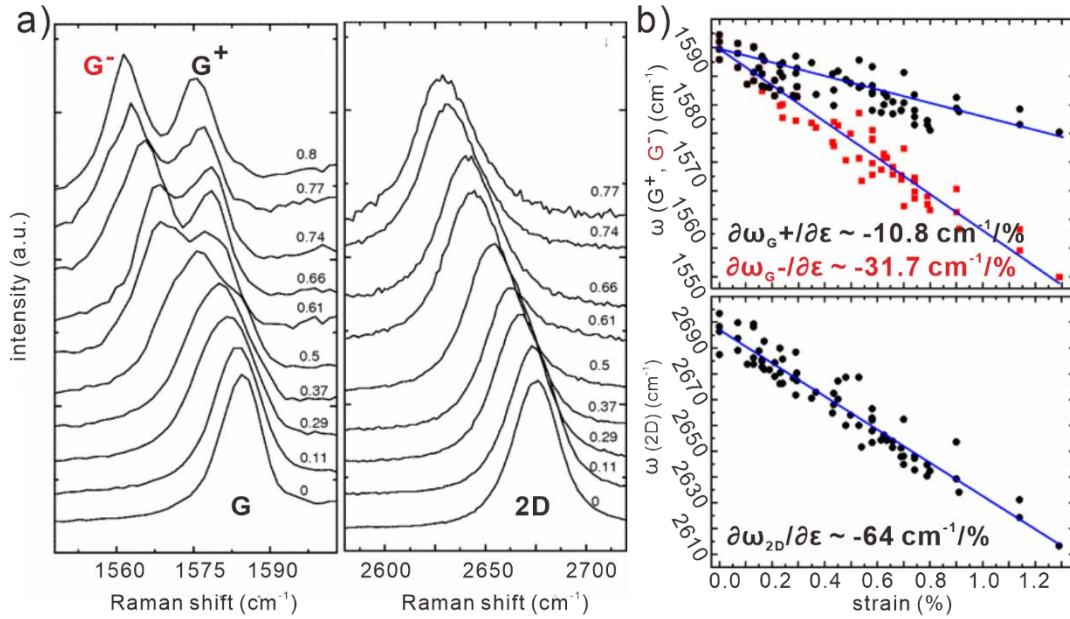 a)
G⁻
G⁺
0.8
0.77
0.74
0.66
0.61
0.5
0.37
0.29
0.11
0
G
intensity (a.u.)
1560
1575
1590
Raman shift (cm⁻¹)
0.77
0.74
0.66
0.61
0.5
0.37
0.29
0.11
0
2D
2600
2650
2700
Raman shift (cm⁻¹)
b)
ω (G⁺, G⁻) (cm⁻¹)
1590
1580
1570
1560
1550
∂ω_G+/∂ε ~ -10.8 cm⁻¹/%
∂ω_G-/∂ε ~ -31.7 cm⁻¹/%
ω (2D) (cm⁻¹)
2690
2670
2650
2630
2610
∂ω_2D/∂ε ~ -64 cm⁻¹/%
0.0 0.2 0.4 0.6 0.8 1.0 1.2
strain (%)